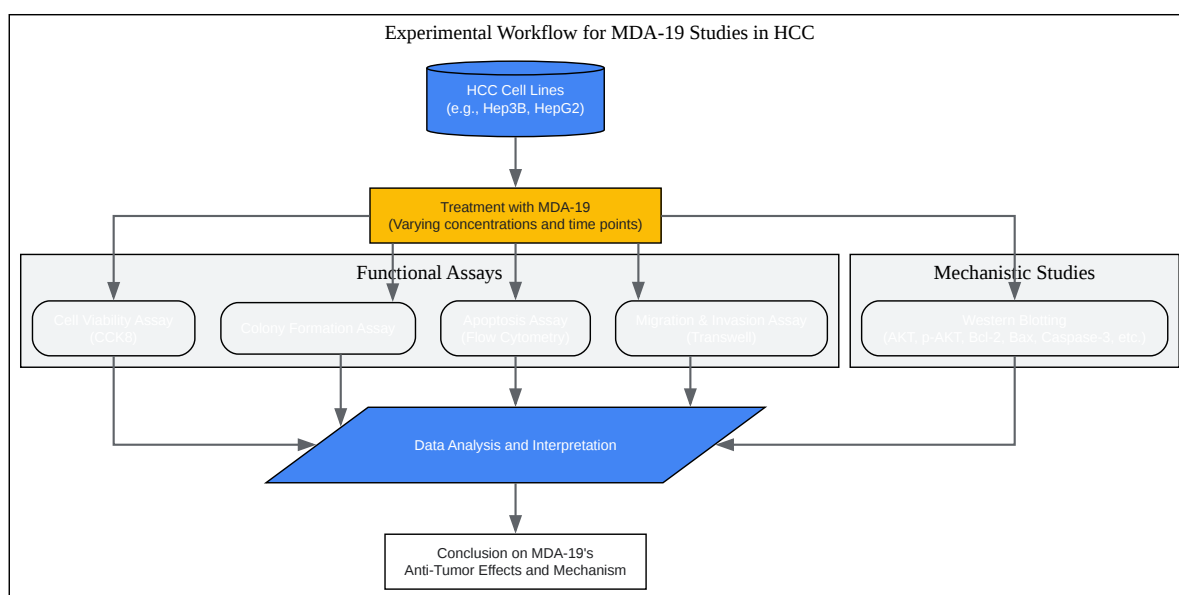 Experimental Workflow for MDA-19 Studies in HCC
HCC Cell Lines
(e.g., Hep3B, HepG2)
Treatment with MDA-19
(Varying concentrations and time points)
Functional Assays
Mechanistic Studies
Cell Viability Assay
(CCK8)
Colony Formation Assay
Apoptosis Assay
(Flow Cytometry)
Migration & Invasion Assay
(Transwell)
Western Blotting
(AKT, p-AKT, Bcl-2, Bax, Caspase-3, etc.)
Data Analysis and Interpretation
Conclusion on MDA-19's
Anti-Tumor Effects and Mechanism